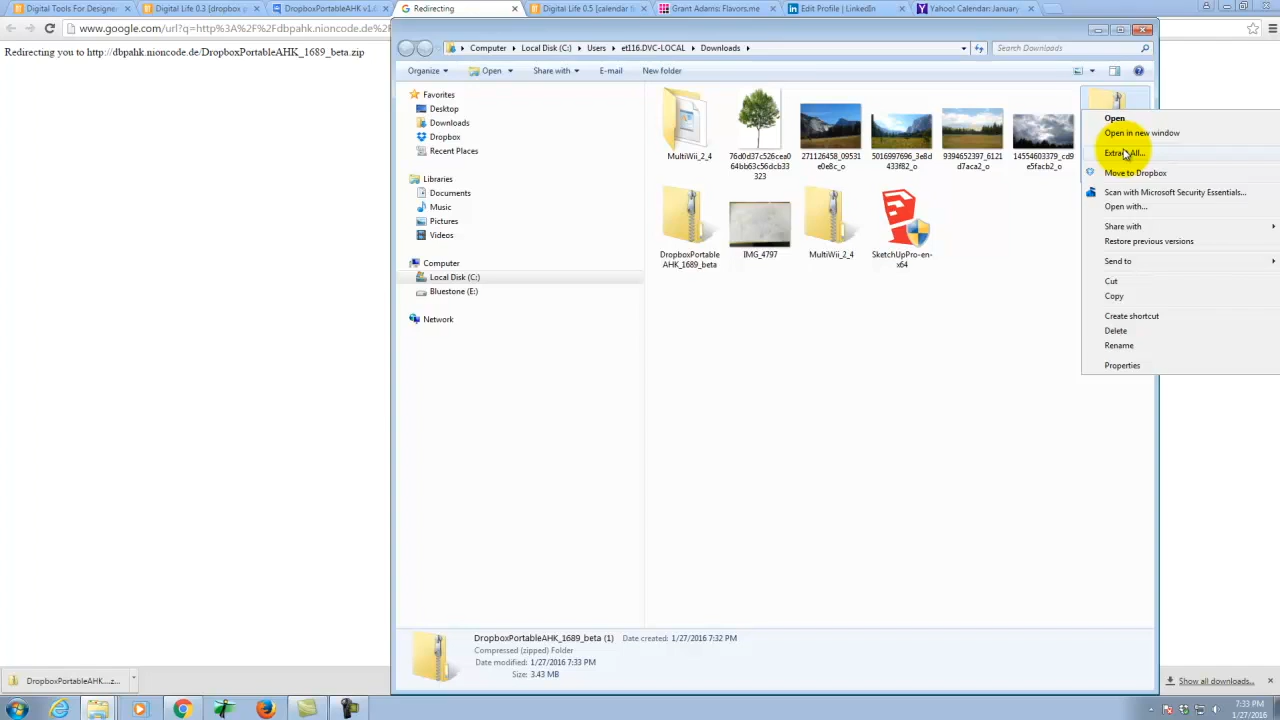 Digital Tools For Designer
Digital Life 0.3 [dropbox p
DropboxPortableAHK v1.6
Redirecting
Digital Life 0.5 [calendar f
Grant Adams: Flavors.me
Edit Profile | LinkedIn
Yahoo! Calendar: January
www.google.com/url?q=http%3A%2F%2Fdbpahk.nioncode.de%2F
Redirecting you to http://dbpahk.nioncode.de/DropboxPortableAHK_1689_beta.zip
Computer
Local Disk (C:)
Users
et116.DVC-LOCAL
Downloads
Search Downloads
Organize
Open
Share with
E-mail
New folder
Favorites
Desktop
Downloads
Dropbox
Recent Places
Libraries
Documents
Music
Pictures
Videos
Computer
Local Disk (C:)
Bluestone (E:)
Network
MultiWii_2_4
76d0d37c526cea0
64bb63c56dcb33
323
271126458_09531
e0e8c_o
5016997696_3e8d
433f82_o
9394652397_6121
d7a47c_o
14554603379_cd9
e5facb2_o
DropboxPortable
AHK_1689_beta
IMG_4797
MultiWii_2_4
SketchUpPro-en-
x64
Open
Open in new window
Extract All...
Move to Dropbox
Scan with Microsoft Security Essentials...
Open with...
Share with
Restore previous versions
Send to
Cut
Copy
Create shortcut
Delete
Rename
Properties
DropboxPortableAHK_1689_beta (1)
Date created: 1/27/2016 7:32 PM
Compressed (zipped) Folder
Date modified: 1/27/2016 7:33 PM
Size: 3.43 MB
DropboxPortableAHK....z...
Show all downloads...
7:33 PM
1/27/2016